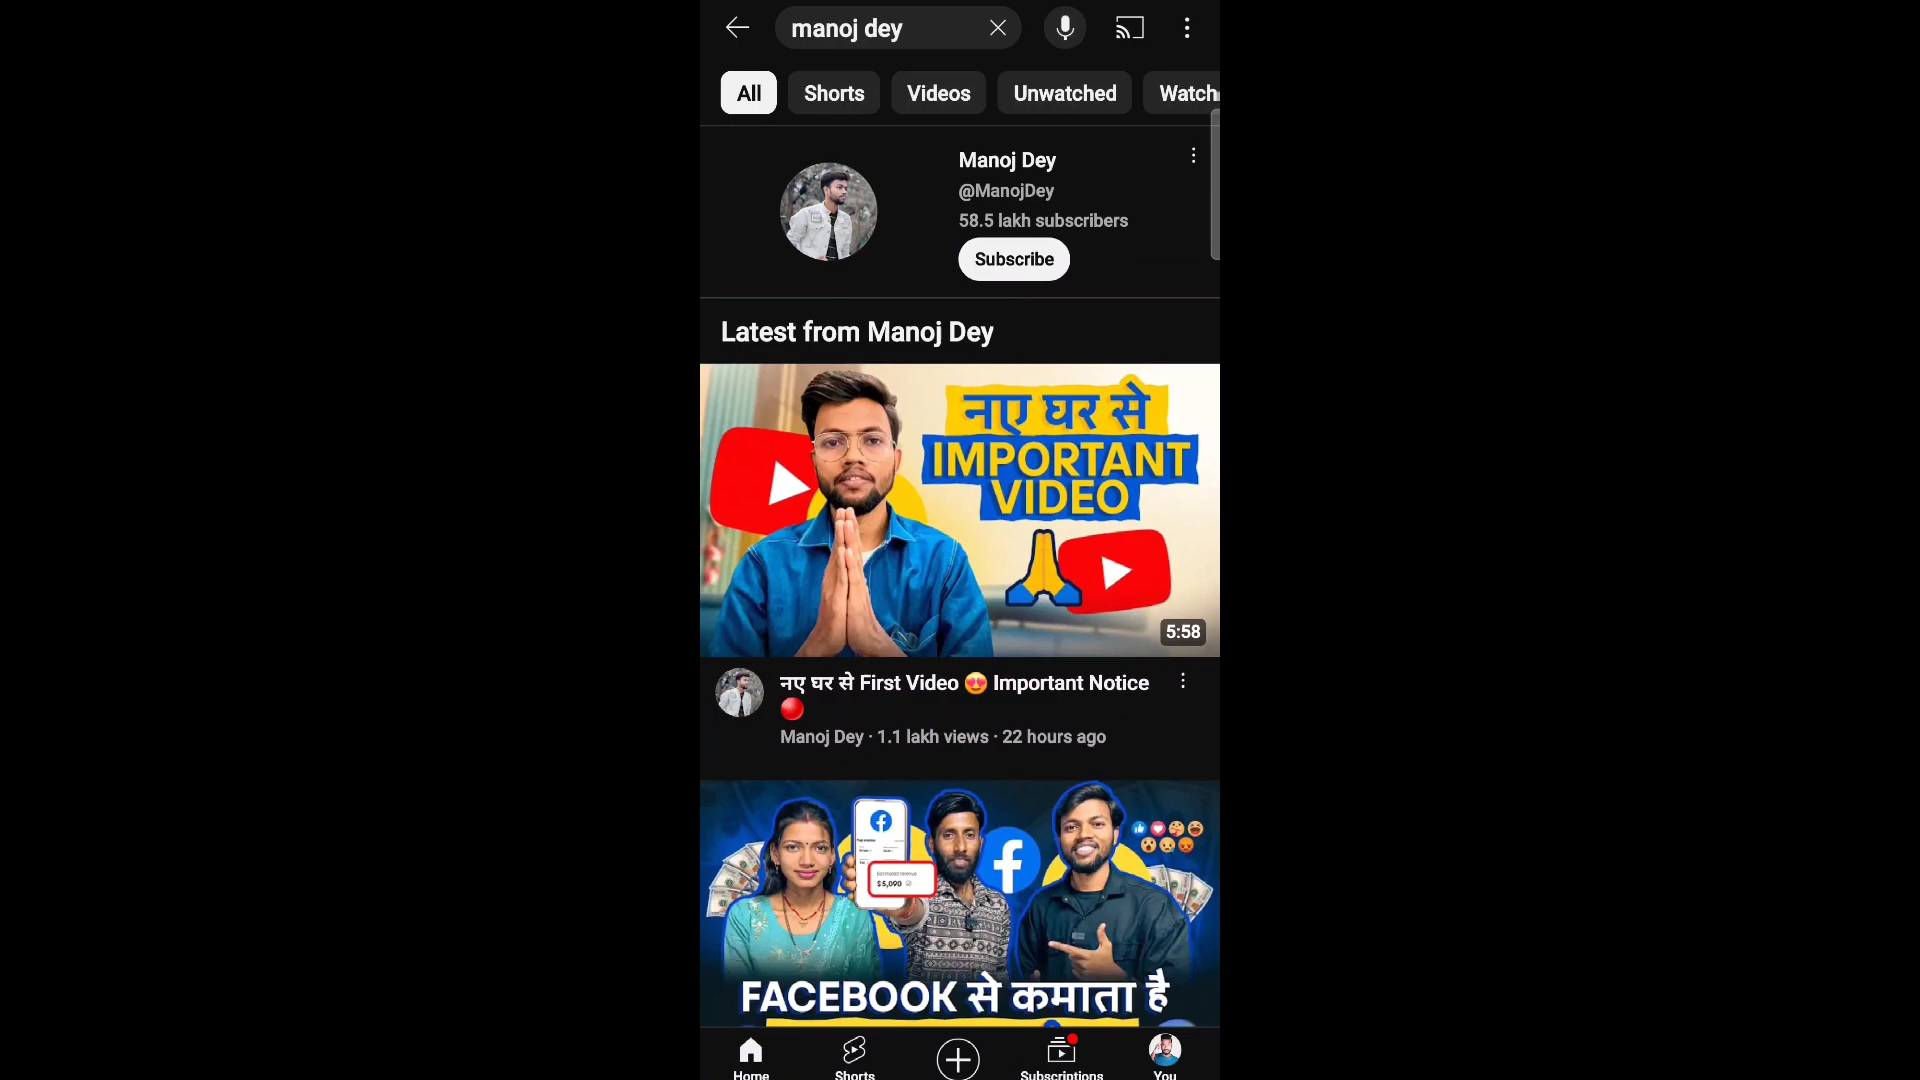 manoj dey
All Shorts Videos Unwatched Watch
Manoj Dey
@ManojDey
58.5 lakh subscribers
Subscribe
Latest from Manoj Dey
नए घर से
IMPORTANT
VIDEO
5:58
नए घर से First Video 😍 Important Notice
🔴
Manoj Dey · 1.1 lakh views · 22 hours ago
Estimated revenue
$5,090
FACEBOOK से कमाता है
Home Shorts Subscriptions You